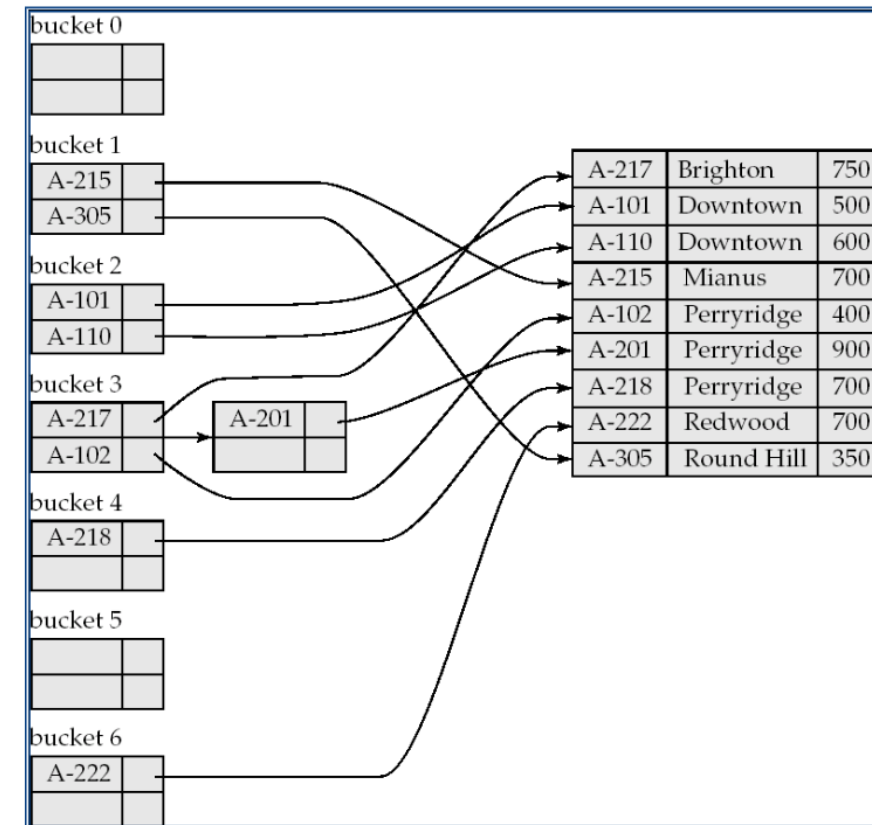 bucket 0
bucket 1
A-215
A-305
bucket 2
A-101
A-110
bucket 3
A-217
A-102
A-201
bucket 4
A-218
bucket 5
bucket 6
A-222
A-217 Brighton 750
A-101 Downtown 500
A-110 Downtown 600
A-215 Mianus 700
A-102 Perryridge 400
A-201 Perryridge 900
A-218 Perryridge 700
A-222 Redwood 700
A-305 Round Hill 350